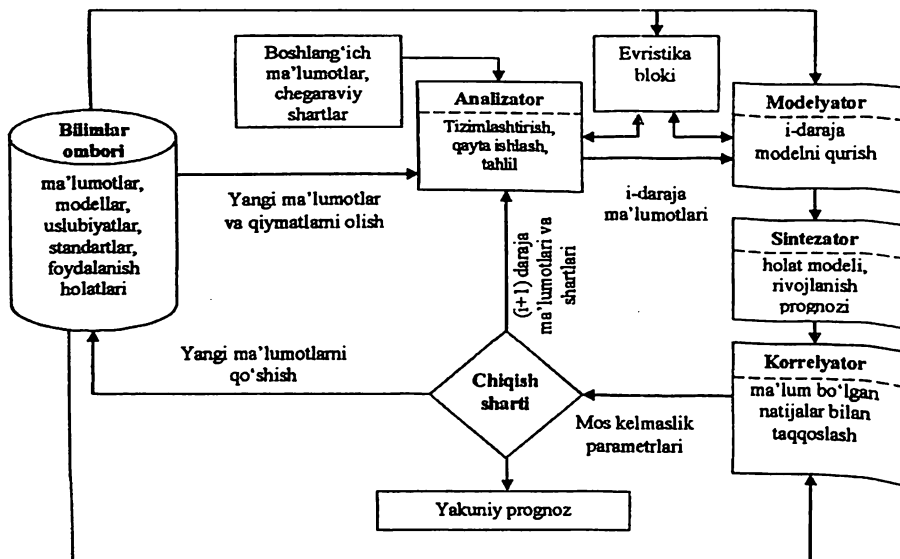 Boshlang‘ich
ma’lumotlar,
chegaraviy
shartlar
Evristika
bloki
Analizator
Tizimlashtirish,
qayta ishlash,
tahlil
Modelyator
i-daraja
modelni qurish
Bilimlar
ombori
ma’lumotlar,
modellar,
uslubiyatlar,
standartlar,
foydalanish
holatlari
Yangi ma’lumotlar
va qiymatlarni olish
i-daraja
ma’lumotlari
Sintezator
holat modeli,
rivojlanish
prognozi
(i+1) daraja
ma’lumotlari va
shartlari
Yangi ma’lumotlarni
qo‘shish
Chiqish
sharti
Korrelyator
ma’lum bo‘lgan
natijalar bilan
taqqoslash
Mos kelmaslik
parametrlari
Yakuniy prognoz